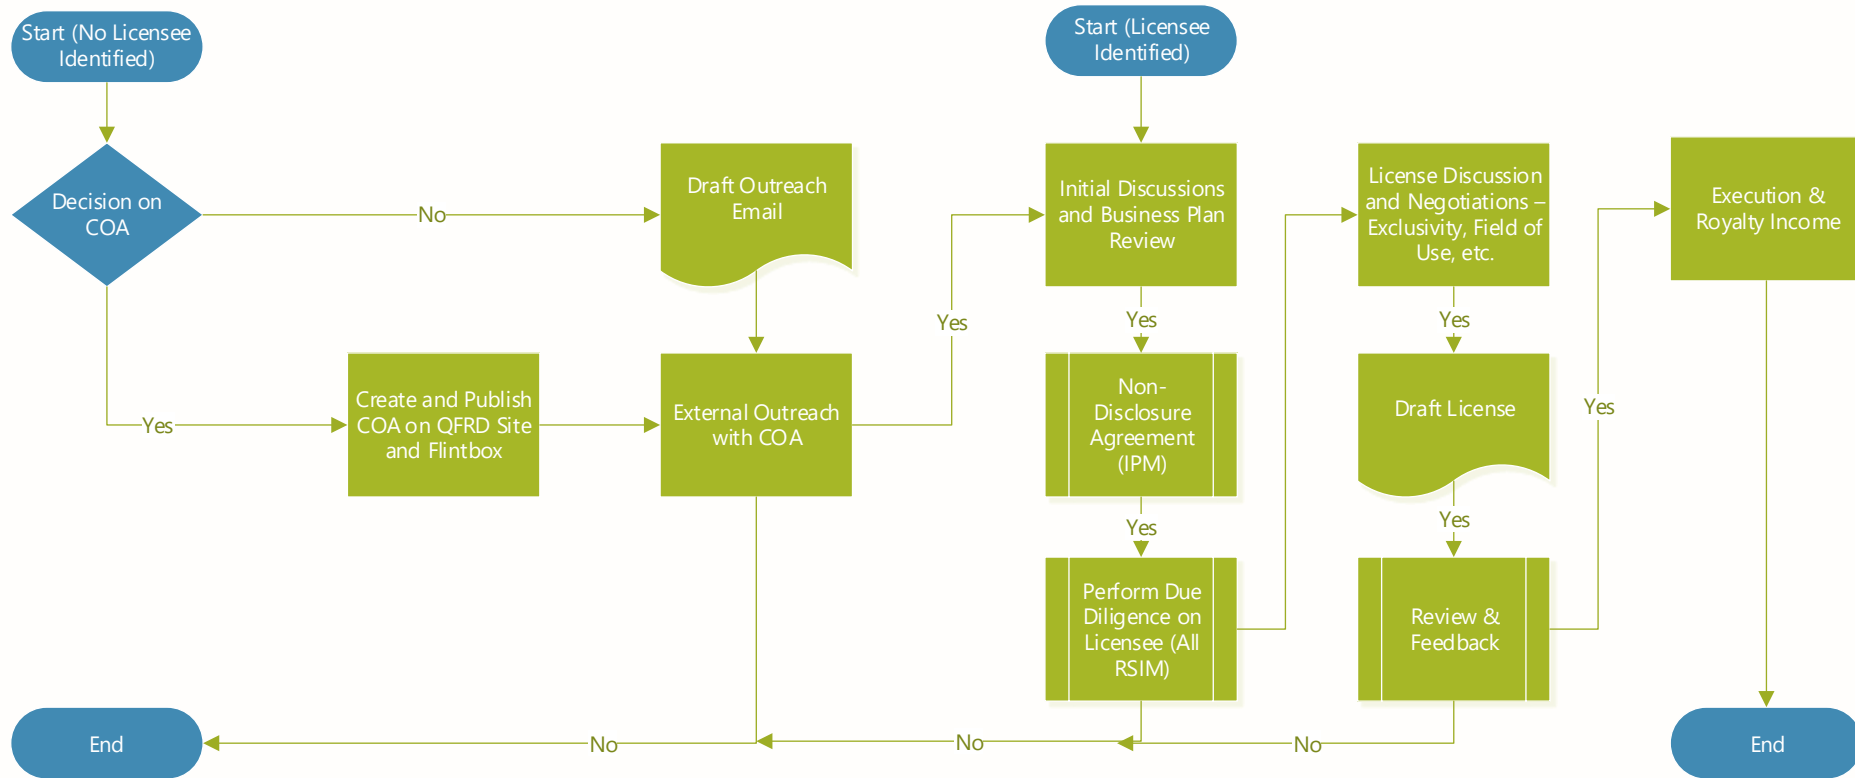 Start (No Licensee
Identified)
Start (Licensee
Identified)
Decision on
COA
No
Draft Outreach
Email
Initial Discussions
and Business Plan
Review
License Discussion
and Negotiations –
Exclusivity, Field of
Use, etc.
Execution &
Royalty Income
Yes
Yes
Yes
Yes
Create and Publish
COA on QFRD Site
and Flintbox
External Outreach
with COA
Non-
Disclosure
Agreement
(IPM)
Draft License
Yes
Yes
Yes
Perform Due
Diligence on
Licensee (All
RSIM)
Review &
Feedback
End
No
No
No
End